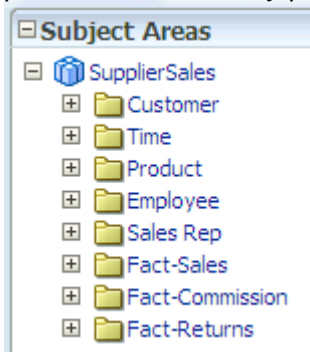 Subject Areas
SupplierSales
Customer
Time
Product
Employee
Sales Rep
Fact-Sales
Fact-Commission
Fact-Returns